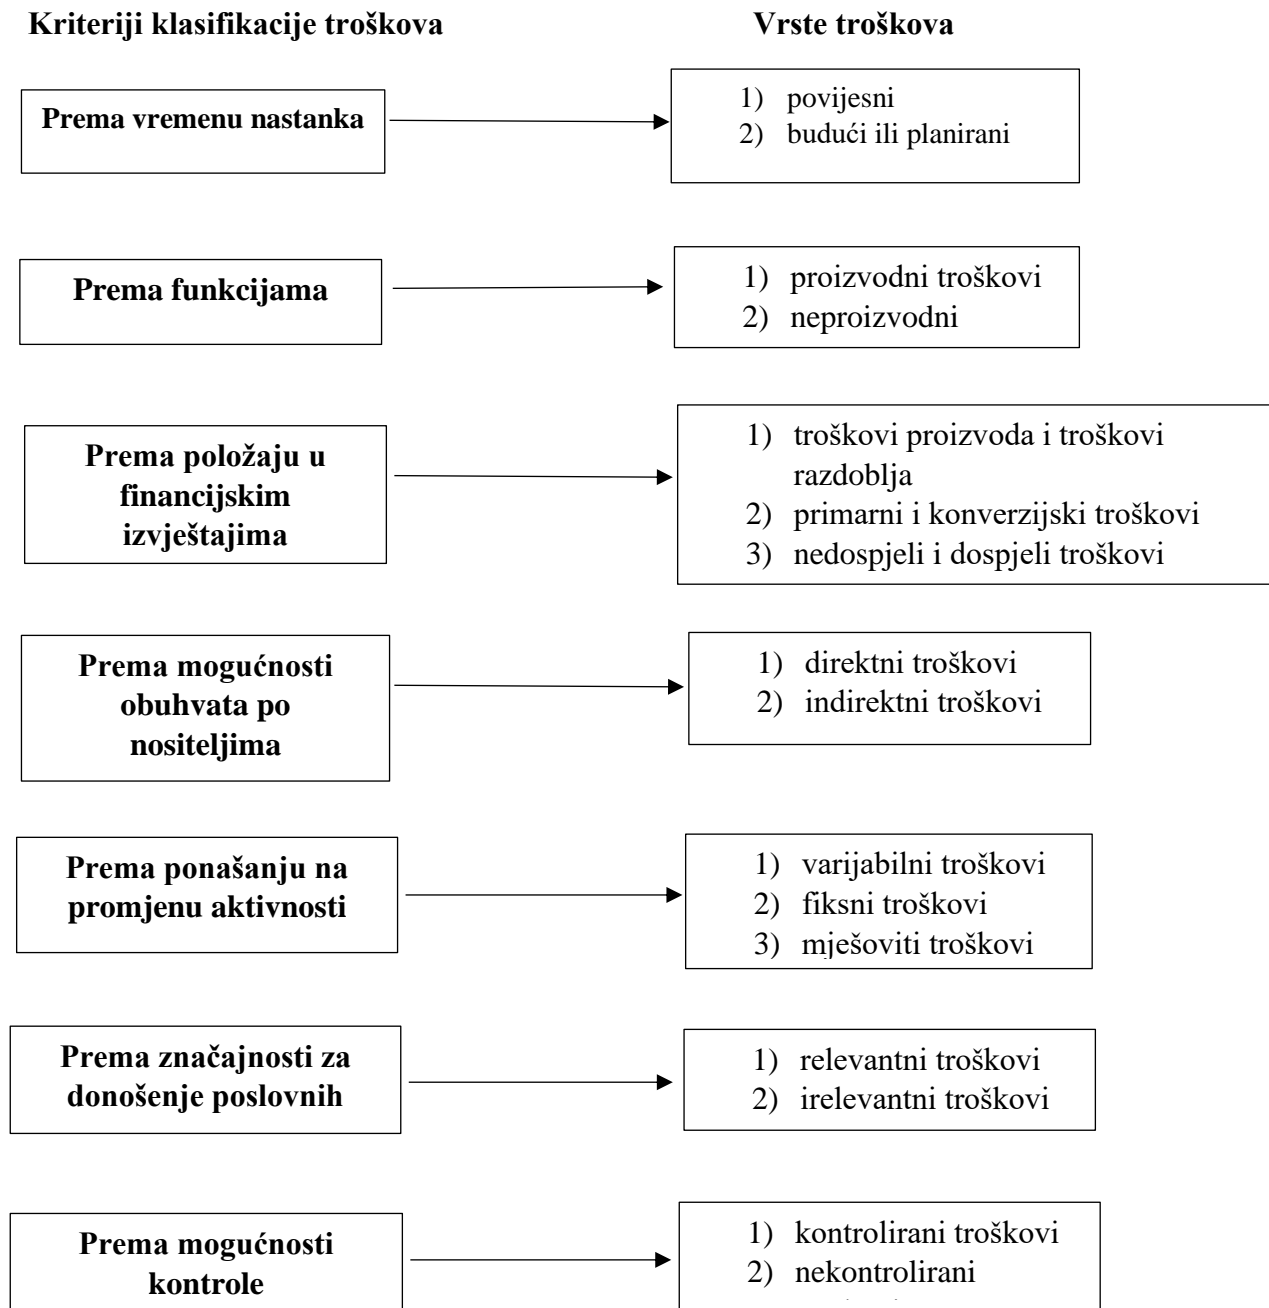 Kriteriji klasifikacije troškova
Vrste troškova
Prema vremenu nastanka
1) povijesni
2) budući ili planirani
Prema funkcijama
1) proizvodni troškovi
2) neproizvodni
Prema položaju u
financijskim
izvještajima
1) troškovi proizvoda i troškovi
razdoblja
2) primarni i konverzijski troškovi
3) nedospjeli i dospjeli troškovi
Prema mogućnosti
obuhvata po
nositeljima
1) direktni troškovi
2) indirektni troškovi
Prema ponašanju na
promjenu aktivnosti
1) varijabilni troškovi
2) fiksni troškovi
3) mješoviti troškovi
Prema značajnosti za
donošenje poslovnih
1) relevantni troškovi
2) irelevantni troškovi
Prema mogućnosti
kontrole
1) kontrolirani troškovi
2) nekontrolirani